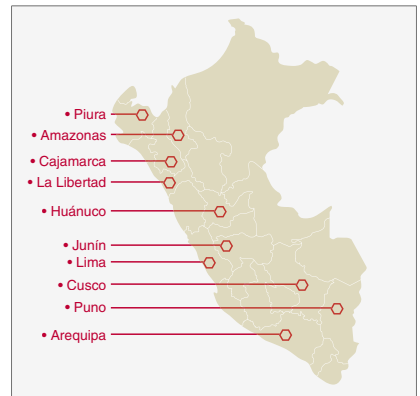 • Piura
• Amazonas
• Cajamarca
• La Libertad
• Huánuco
• Junín
• Lima
• Cusco
• Puno
• Arequipa